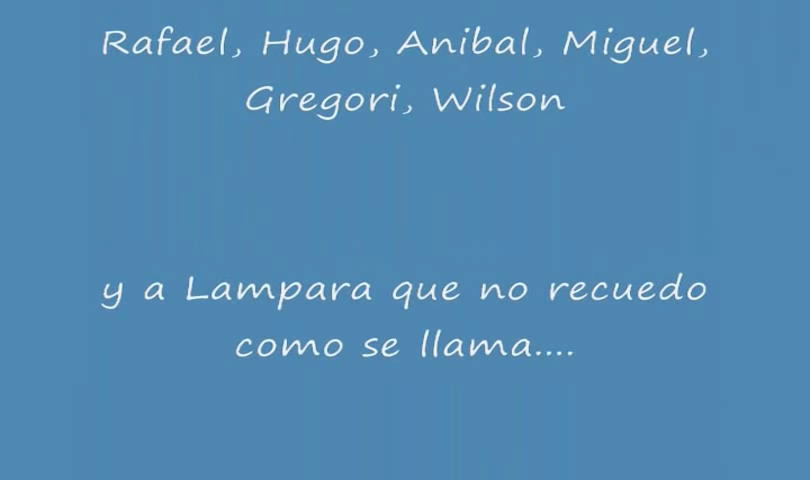 Rafael, Hugo, Anibal, Miguel,
Gregori, Wilson
y a Lampara que no recuedo
como se llama....